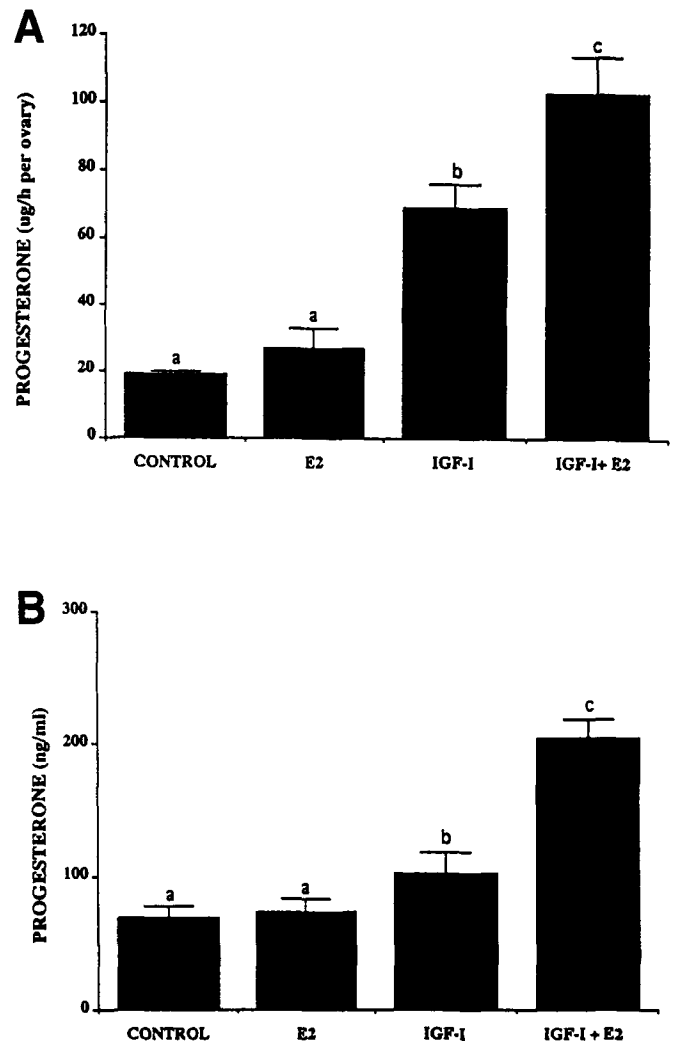 A
PROGESTERONE (ug/h per ovary)
120
100
80
60
40
20
0
a
a
b
c
CONTROL
E2
IGF-I
IGF-I+ E2
B
PROGESTERONE (ng/ml)
300
200
100
0
a
a
b
c
CONTROL
E2
IGF-I
IGF-I + E2